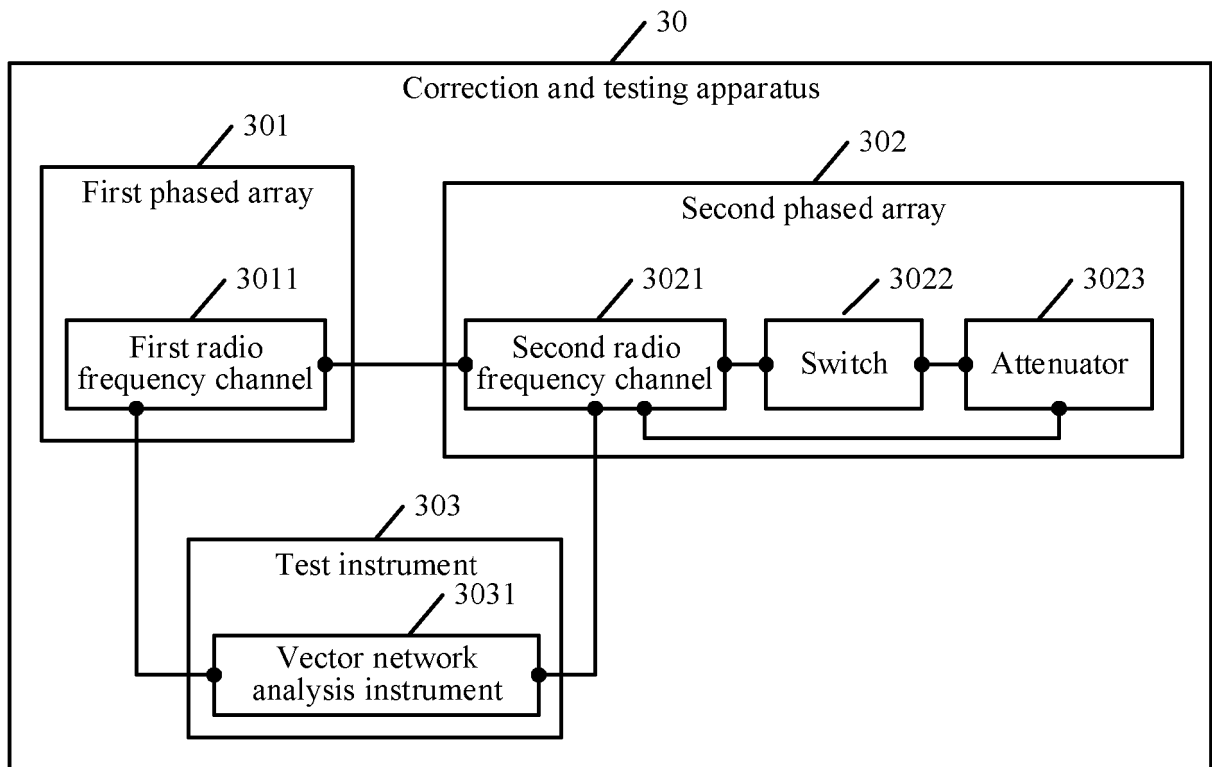 30
Correction and testing apparatus
301
302
First phased array
Second phased array
3011
3021
3022
3023
First radio
frequency channel
Second radio
frequency channel
Switch
Attenuator
303
Test instrument
3031
Vector network
analysis instrument